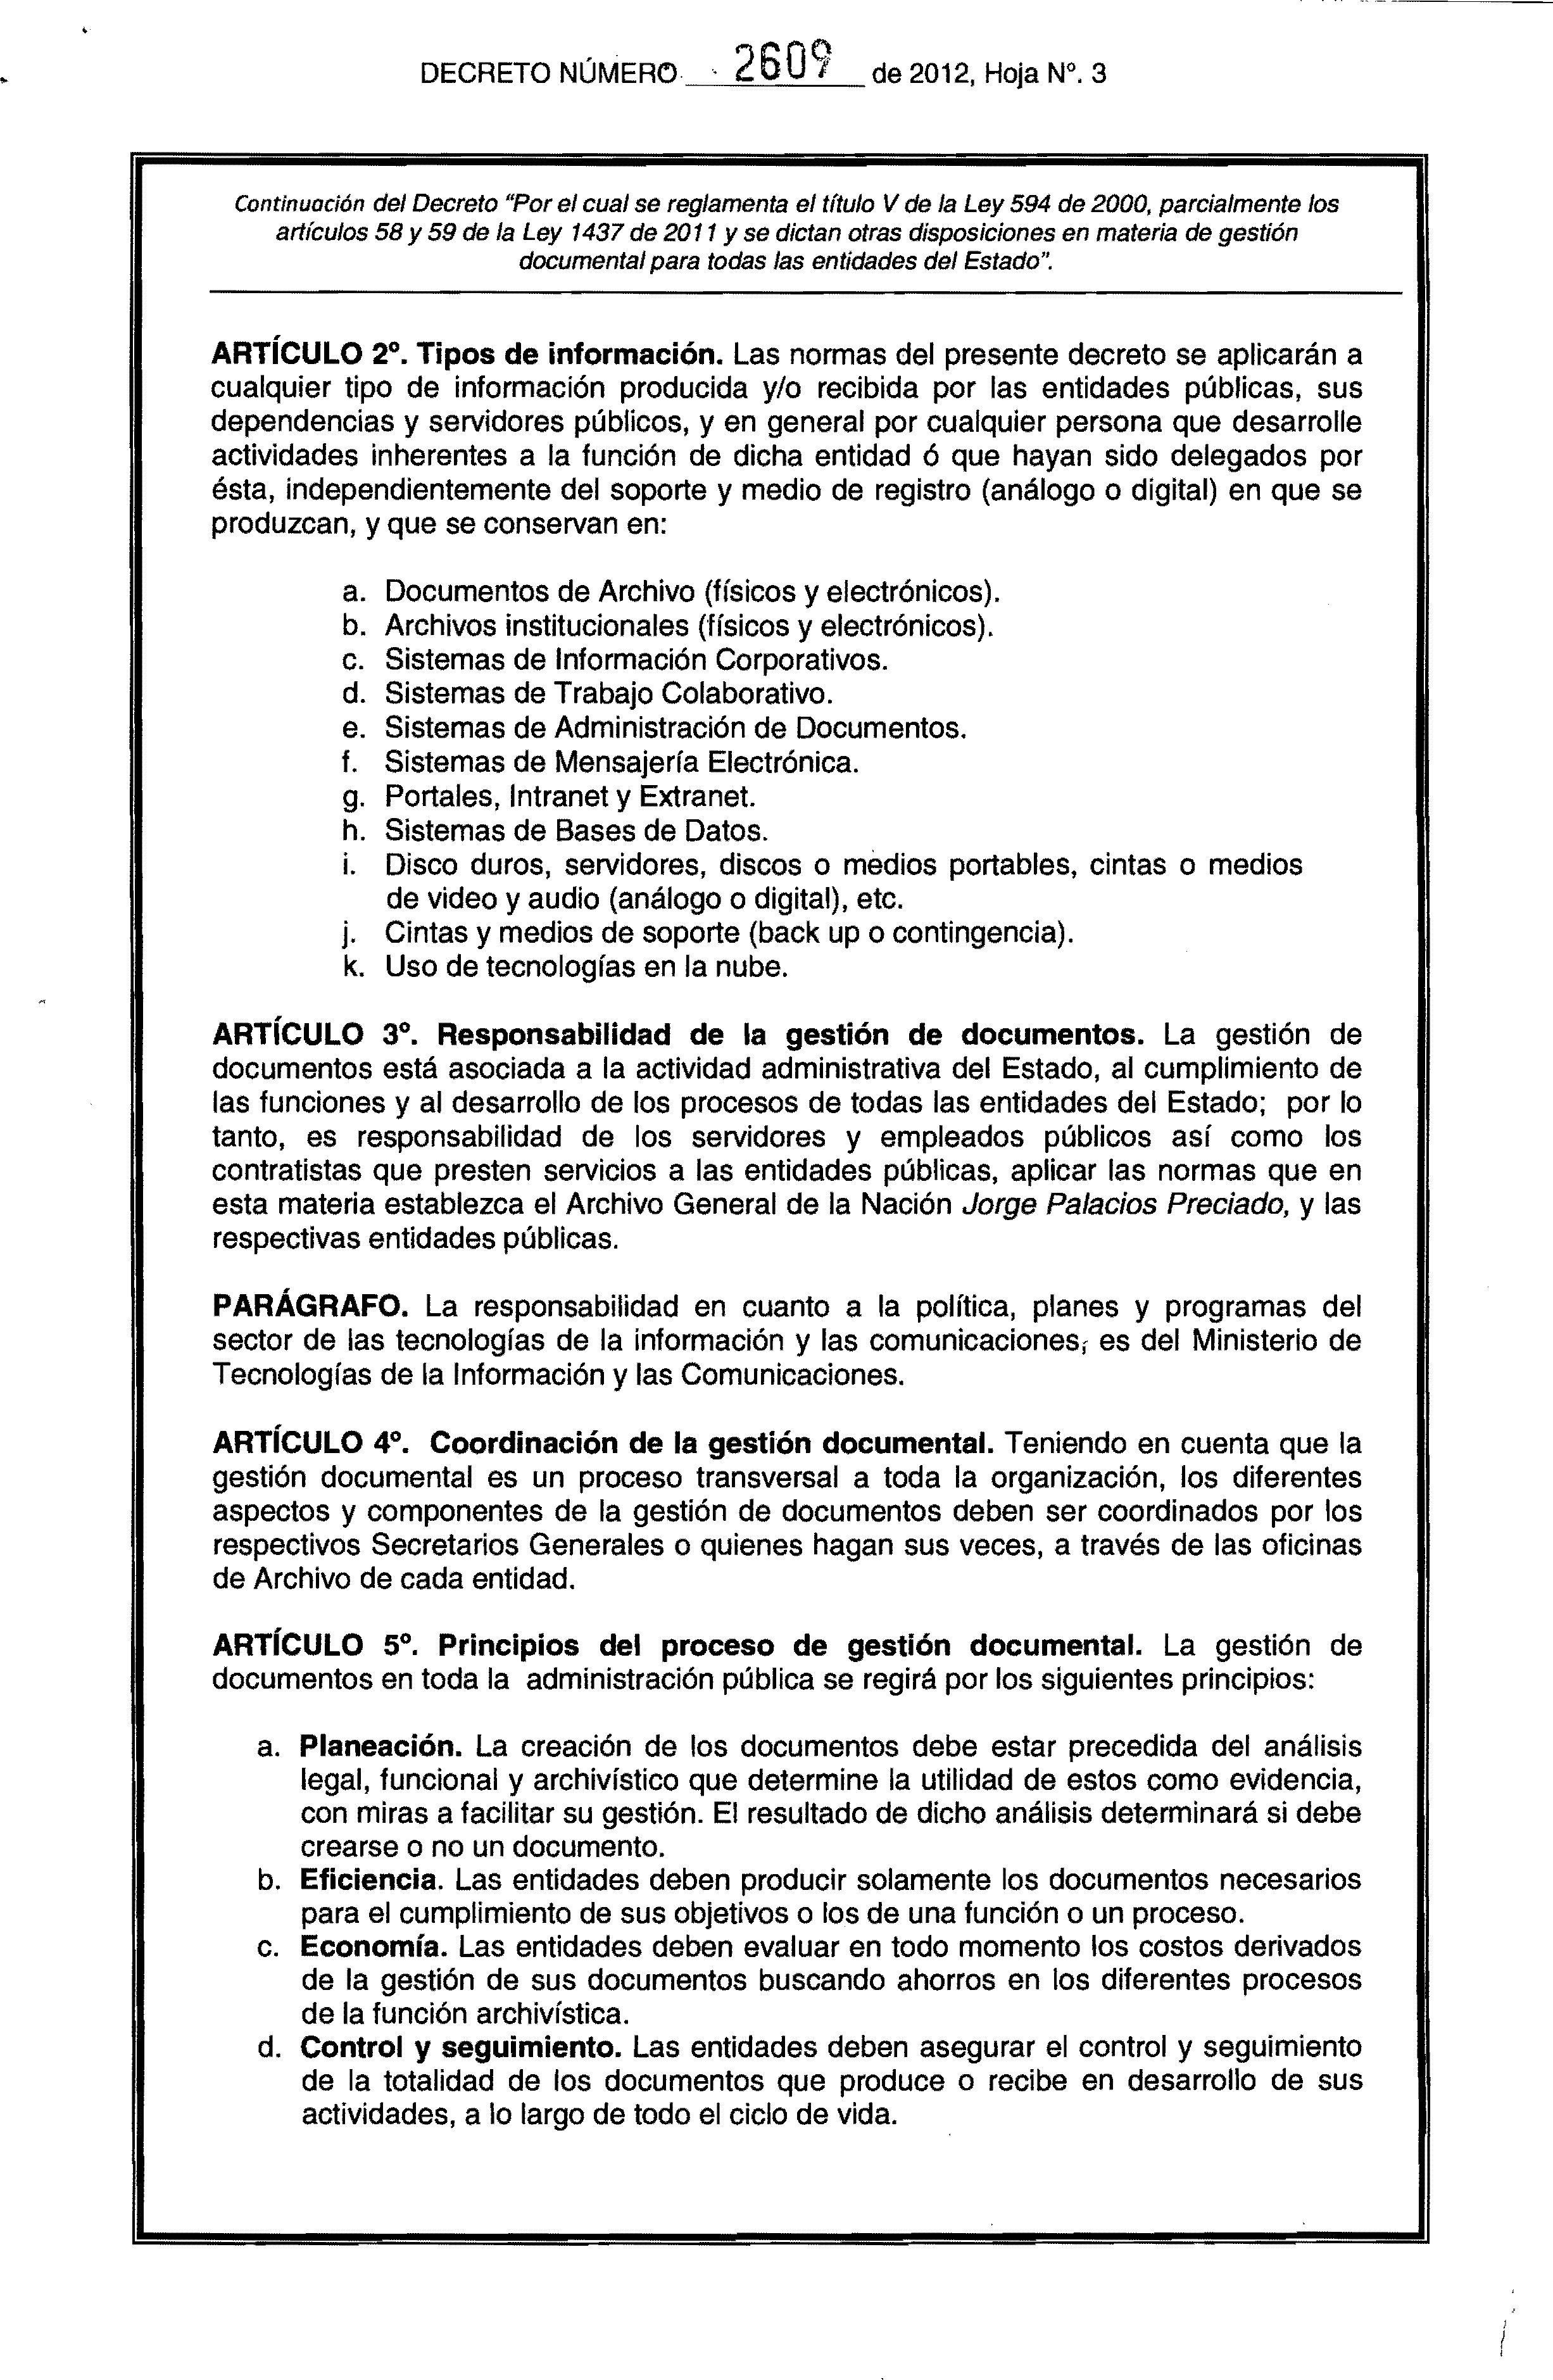 DECRETO NÚMERO 2609 de 2012, Hoja Nº. 3
Continuación del Decreto "Por el cual se reglamenta el título V de la Ley 594 de 2000, parcialmente los
artículos 58 y 59 de la Ley 1437 de 2011 y se dictan otras disposiciones en materia de gestión
documental para todas las entidades del Estado".
ARTÍCULO 2º. Tipos de información. Las normas del presente decreto se aplicarán a
cualquier tipo de información producida y/o recibida por las entidades públicas, sus
dependencias y servidores públicos, y en general por cualquier persona que desarrolle
actividades inherentes a la función de dicha entidad ó que hayan sido delegados por
ésta, independientemente del soporte y medio de registro (análogo o digital) en que se
produzcan, y que se conservan en:
a. Documentos de Archivo (físicos y electrónicos).
b. Archivos institucionales (físicos y electrónicos).
c. Sistemas de Información Corporativos.
d. Sistemas de Trabajo Colaborativo.
e. Sistemas de Administración de Documentos.
f. Sistemas de Mensajería Electrónica.
g. Portales, Intranet y Extranet.
h. Sistemas de Bases de Datos.
i. Disco duros, servidores, discos o medios portables, cintas o medios
de video y audio (análogo o digital), etc.
j. Cintas y medios de soporte (back up o contingencia).
k. Uso de tecnologías en la nube.
ARTÍCULO 3º. Responsabilidad de la gestión de documentos. La gestión de
documentos está asociada a la actividad administrativa del Estado, al cumplimiento de
las funciones y al desarrollo de los procesos de todas las entidades del Estado; por lo
tanto, es responsabilidad de los servidores y empleados públicos así como los
contratistas que presten servicios a las entidades públicas, aplicar las normas que en
esta materia establezca el Archivo General de la Nación Jorge Palacios Preciado, y las
respectivas entidades públicas.
PARÁGRAFO. La responsabilidad en cuanto a la política, planes y programas del
sector de las tecnologías de la información y las comunicaciones, es del Ministerio de
Tecnologías de la Información y las Comunicaciones.
ARTÍCULO 4º. Coordinación de la gestión documental. Teniendo en cuenta que la
gestión documental es un proceso transversal a toda la organización, los diferentes
aspectos y componentes de la gestión de documentos deben ser coordinados por los
respectivos Secretarios Generales o quienes hagan sus veces, a través de las oficinas
de Archivo de cada entidad.
ARTÍCULO 5º. Principios del proceso de gestión documental. La gestión de
documentos en toda la administración pública se regirá por los siguientes principios:
a. Planeación. La creación de los documentos debe estar precedida del análisis
legal, funcional y archivístico que determine la utilidad de estos como evidencia,
con miras a facilitar su gestión. El resultado de dicho análisis determinará si debe
crearse o no un documento.
b. Eficiencia. Las entidades deben producir solamente los documentos necesarios
para el cumplimiento de sus objetivos o los de una función o un proceso.
c. Economía. Las entidades deben evaluar en todo momento los costos derivados
de la gestión de sus documentos buscando ahorros en los diferentes procesos
de la función archivística.
d. Control y seguimiento. Las entidades deben asegurar el control y seguimiento
de la totalidad de los documentos que produce o recibe en desarrollo de sus
actividades, a lo largo de todo el ciclo de vida.